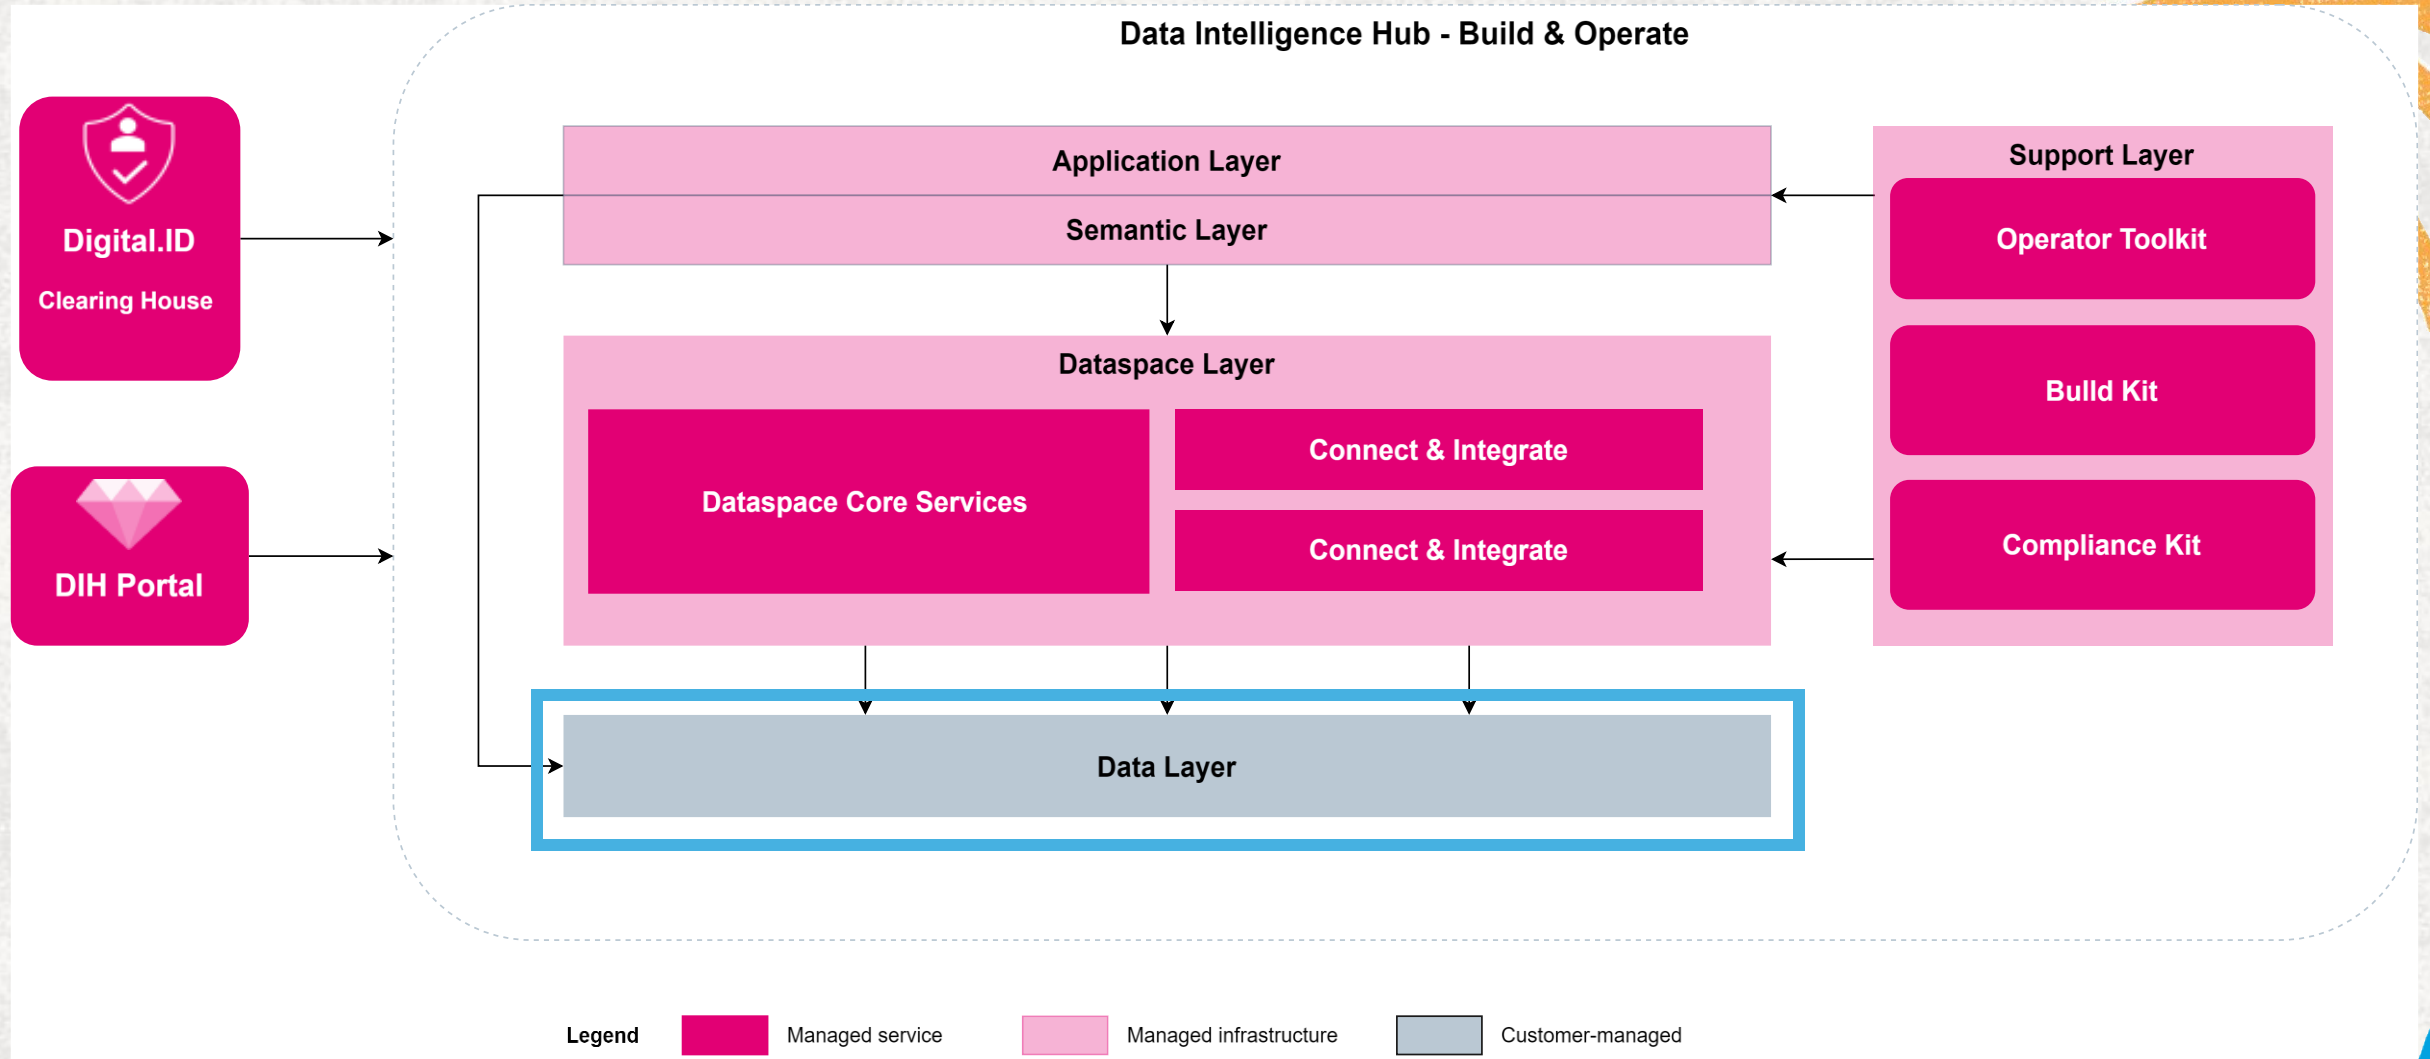 Data Intelligence Hub - Build & Operate
Digital.ID
Clearing House
DIH Portal
Application Layer
Semantic Layer
Dataspace Layer
Dataspace Core Services
Connect & Integrate
Connect & Integrate
Data Layer
Support Layer
Operator Toolkit
Bulld Kit
Compliance Kit
Legend
Managed service
Managed infrastructure
Customer-managed